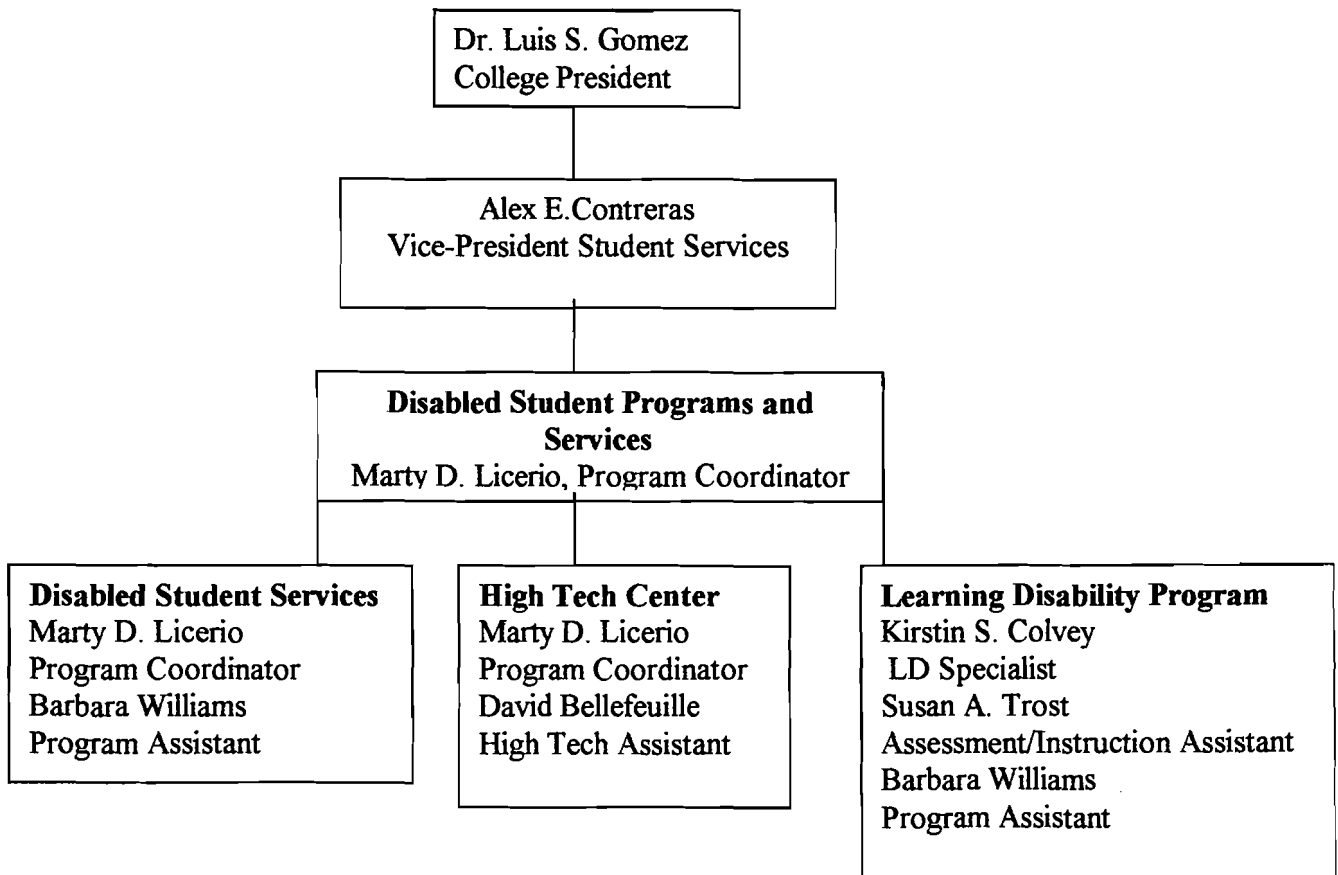 Dr. Luis S. Gomez
College President
Alex E.Contreras
Vice-President Student Services
Disabled Student Programs and
Services
Marty D. Licerio, Program Coordinator
Disabled Student Services
Marty D. Licerio
Program Coordinator
Barbara Williams
Program Assistant
High Tech Center
Marty D. Licerio
Program Coordinator
David Bellefeuille
High Tech Assistant
Learning Disability Program
Kirstin S. Colvey
LD Specialist
Susan A. Trost
Assessment/Instruction Assistant
Barbara Williams
Program Assistant